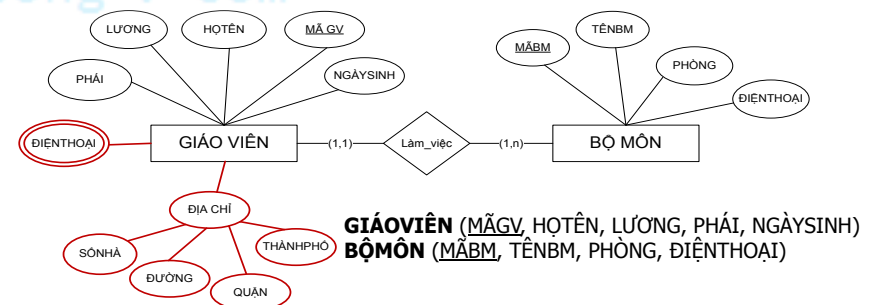 LƯƠNG
HỌTÊN
MÃ GV
TÊNBM
MÃBM
PHÁI
NGÀYSINH
PHÒNG
ĐIỆNTHOẠI
ĐIỆNTHOẠI
GIÁO VIÊN
(1,1)
Làm_việc
(1,n)
BỘ MÔN
ĐỊA CHỈ
SỐNHÀ
ĐƯỜNG
QUẬN
THÀNHPHỐ
GIÁOVIÊN (MÃGV, HỌTÊN, LƯƠNG, PHÁI, NGÀYSINH)
BỘMÔN (MÃBM, TÊNBM, PHÒNG, ĐIỆNTHOẠI)